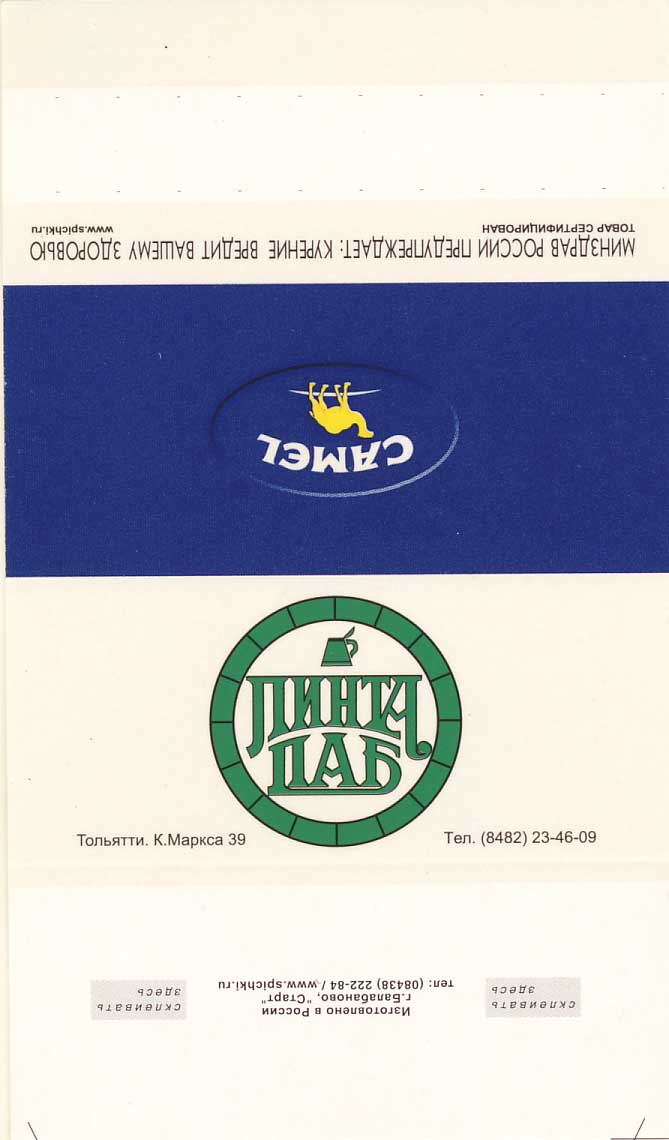 МИНЗДРАВ РОССИИ ПРЕДУПРЕЖДАЕТ: КУРЕНИЕ ВРЕДИТ ВАШЕМУ ЗДОРОВЬЮ
ТОВАР СЕРТИФИЦИРОВАН
www.spichki.ru
CAMEL
ПИНТА
ПАБ
Тольятти. К.Маркса 39
Тел. (8482) 23-46-09
склеивать
здесь
Изготовлено в России
г.Балабаново, "Старт"
тел: (08438) 222-84 / www.spichki.ru
склеивать
здесь